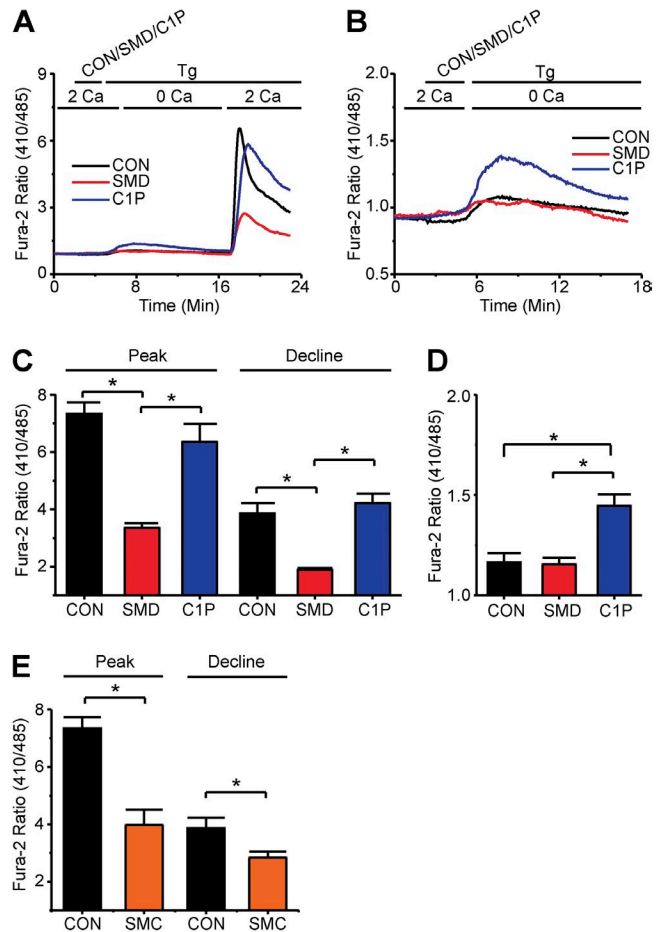 A
CON/SMD/C1P
Tg
2 Ca
0 Ca
2 Ca
Fura-2 Ratio (410/485)
9
6
3
0
CON
SMD
C1P
0
8
16
24
Time (Min)
B
CON/SMD/C1P
Tg
2 Ca
0 Ca
Fura-2 Ratio (410/485)
2.0
1.5
1.0
0.5
CON
SMD
C1P
0
6
12
18
Time (Min)
C
Peak
Decline
Fura-2 Ratio (410/485)
8
6
4
2
*
*
*
*
CON
SMD
C1P
CON
SMD
C1P
D
Fura-2 Ratio (410/485)
2.0
1.5
1.0
*
*
CON
SMD
C1P
E
Peak
Decline
Fura-2 Ratio (410/485)
8
6
4
2
*
*
CON
SMC
CON
SMC